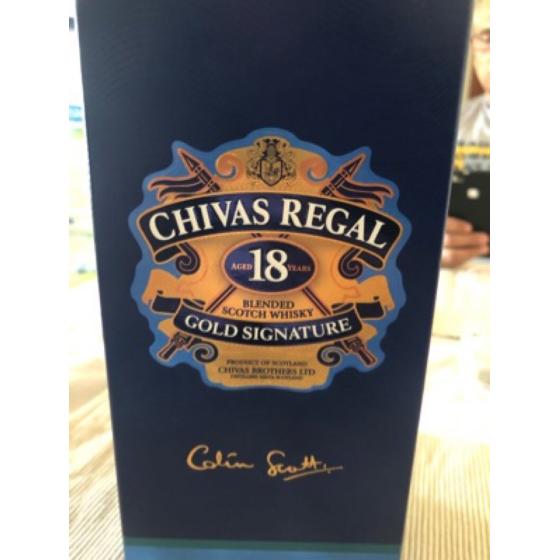 CHIVAS REGAL
AGED 18 YEARS
BLENDED
SCOTCH WHISKY
GOLD SIGNATURE
PRODUCT OF SCOTLAND
CHIVAS BROTHERS LTD
Colin Scott